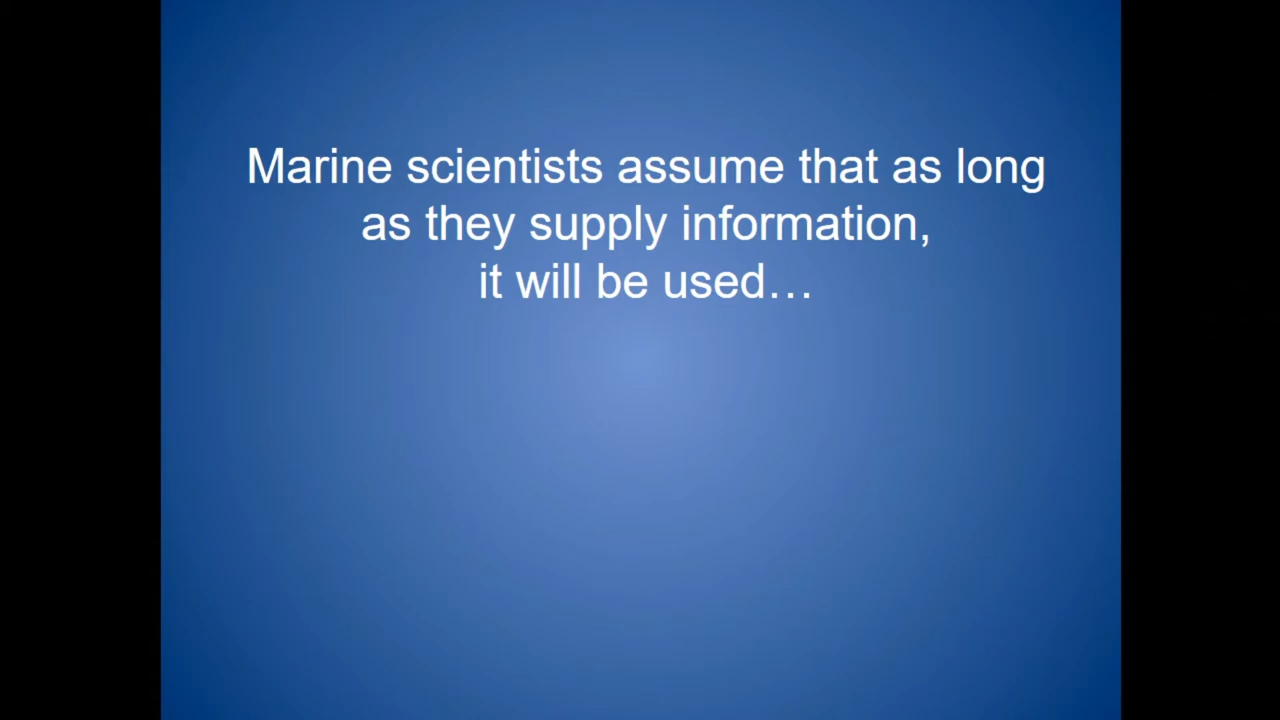 Marine scientists assume that as long
as they supply information,
it will be used…